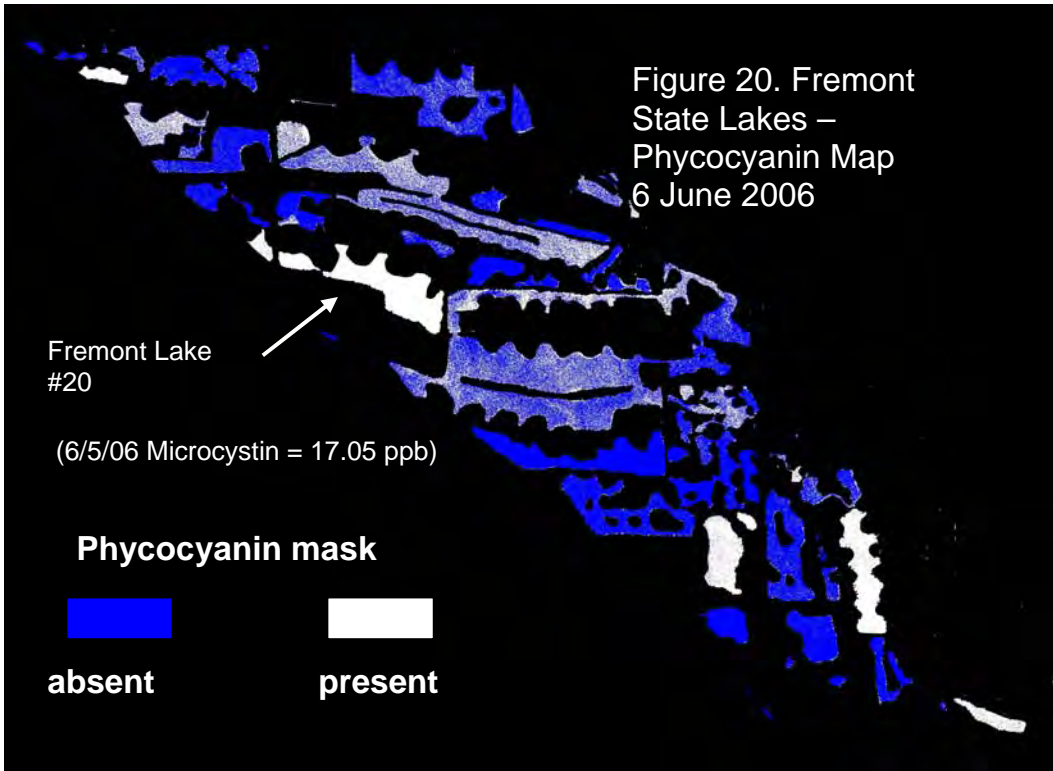 Figure 20. Fremont
State Lakes –
Phycocyanin Map
6 June 2006
Fremont Lake
#20
(6/5/06 Microcystin = 17.05 ppb)
Phycocyanin mask
absent
present